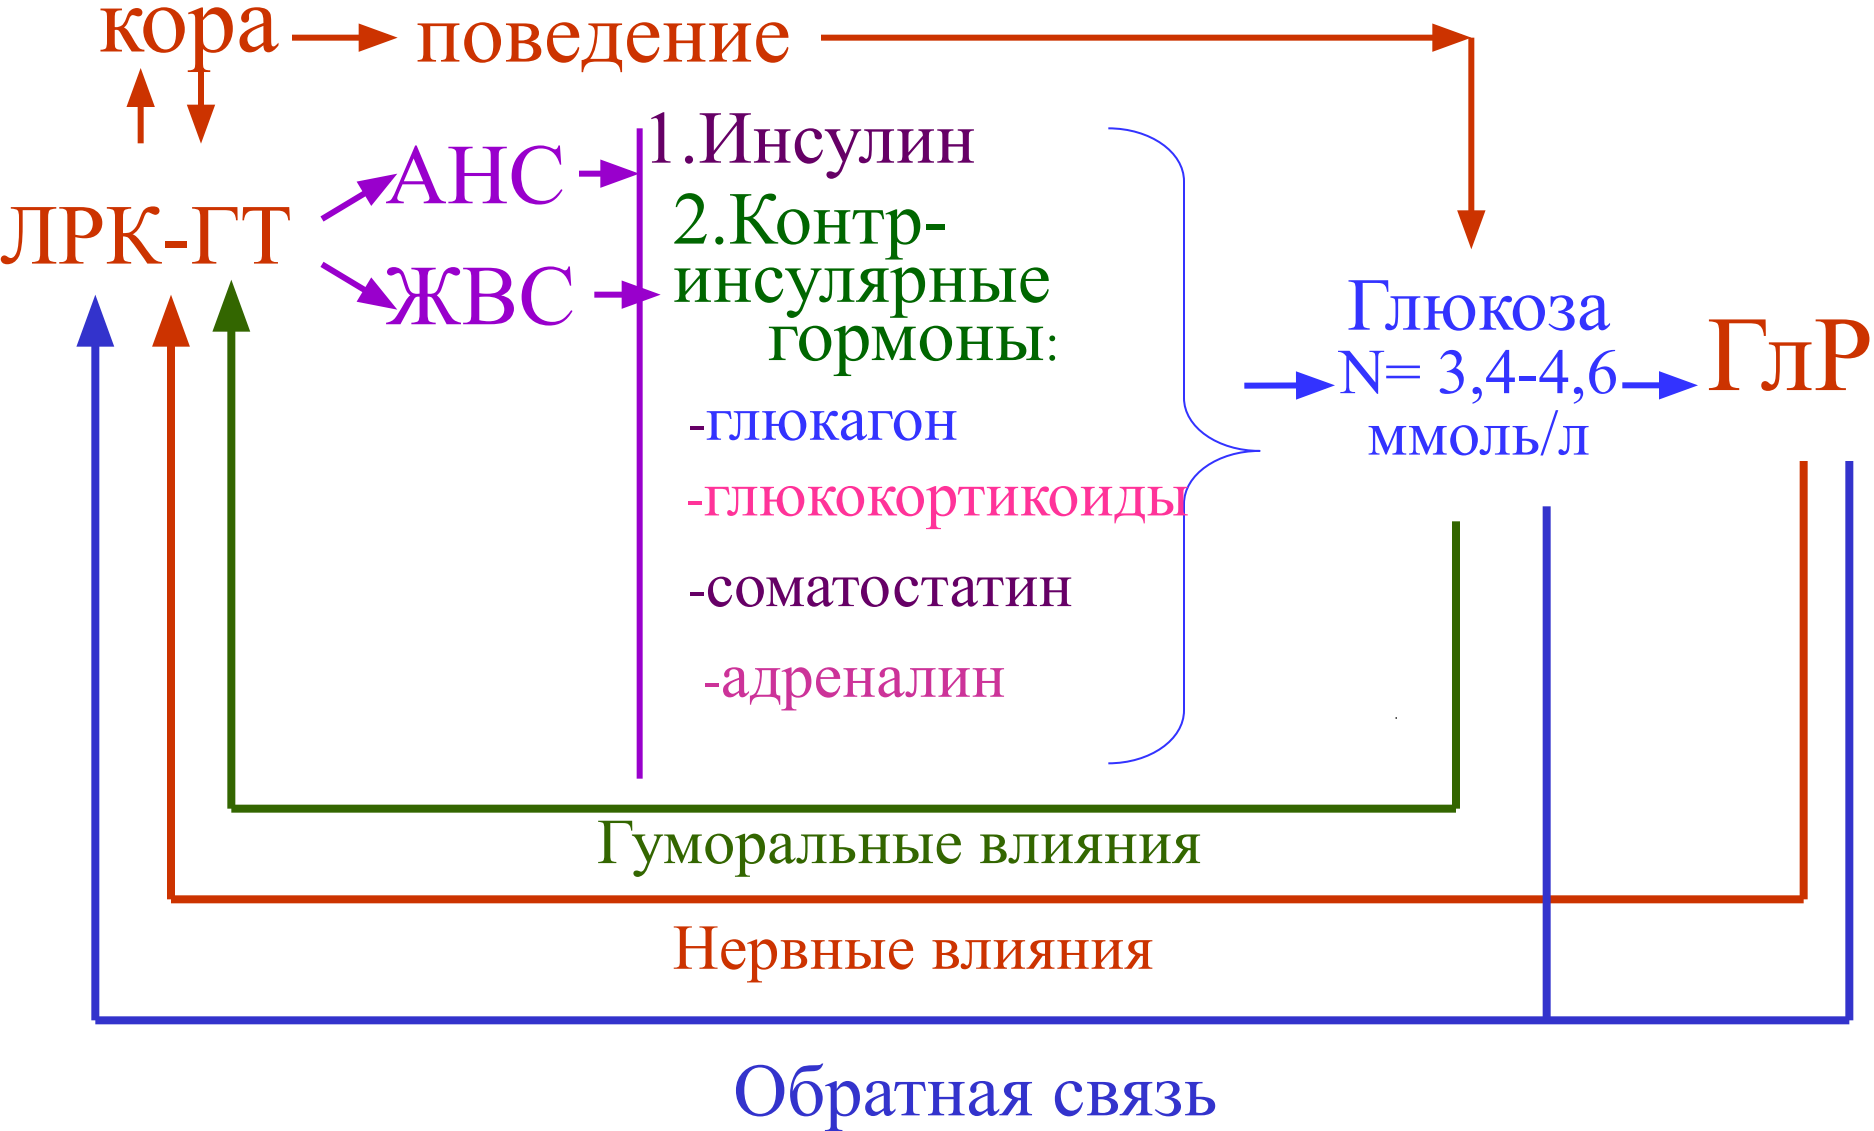 кора
поведение
АНС
ЛРК-ГТ
ЖВС
1.Инсулин
2.Контр-
инсулярные
гормоны:
-глюкагон
-глюкокортикоиды
-соматостатин
-адреналин
Глюкоза
N= 3,4-4,6
ммоль/л
ГлР
Гуморальные влияния
Нервные влияния
Обратная связь